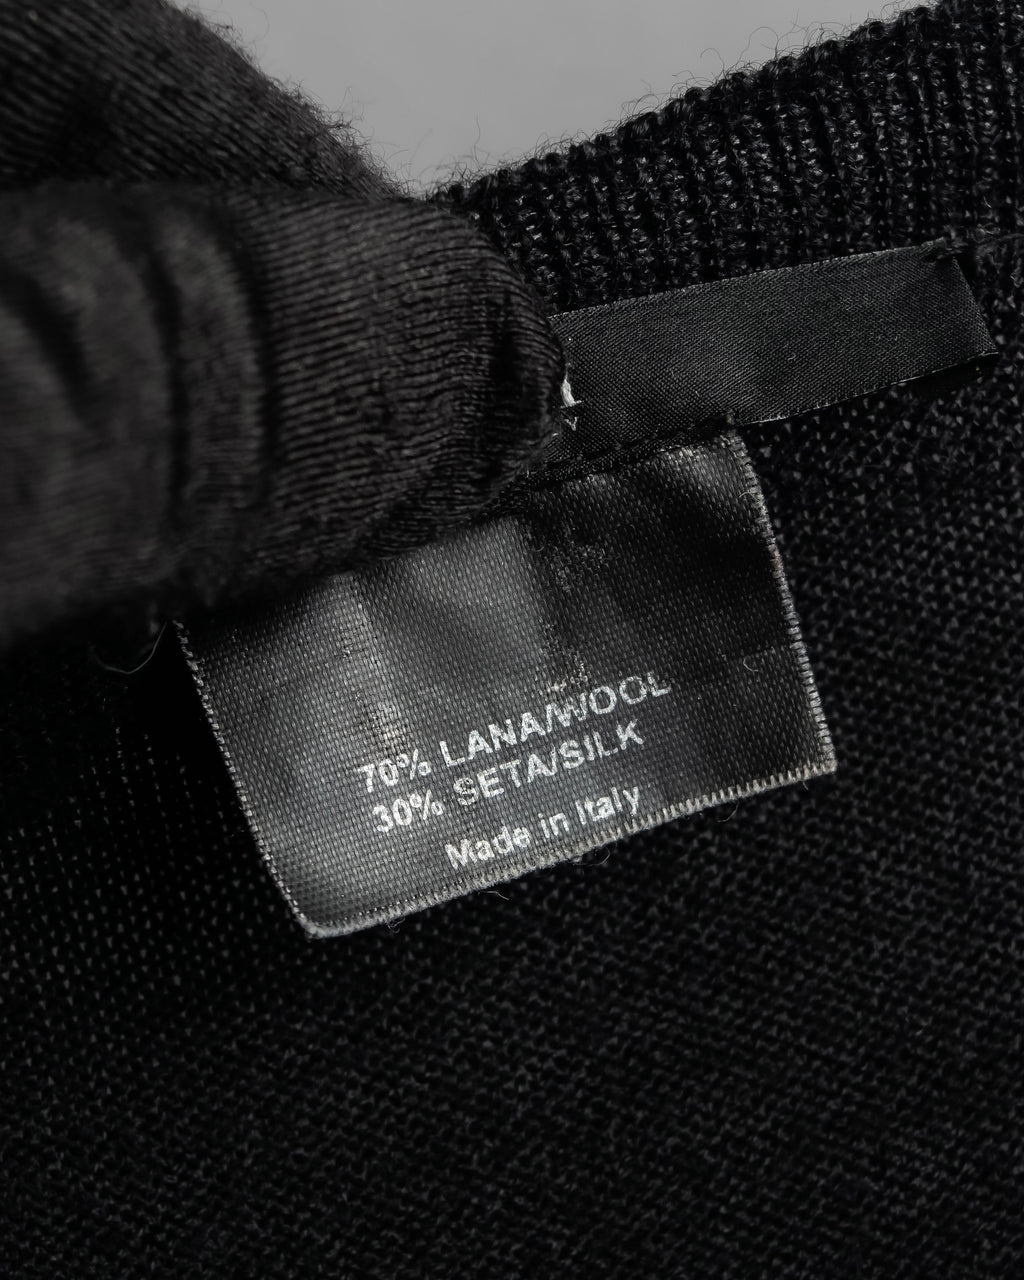 70% LANA/WOOL
30% SETA/SILK
Made in Italy